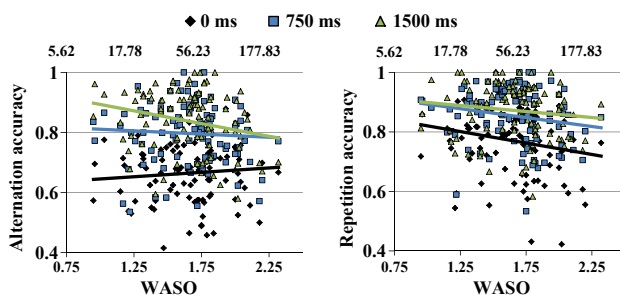 0 ms 750 ms 1500 ms
5.62 17.78 56.23 177.83
1
0.8
0.6
0.4
0.75 1.25 1.75 2.25
Alternation accuracy
WASO
5.62 17.78 56.23 177.83
1
0.8
0.6
0.4
0.75 1.25 1.75 2.25
Repetition accuracy
WASO